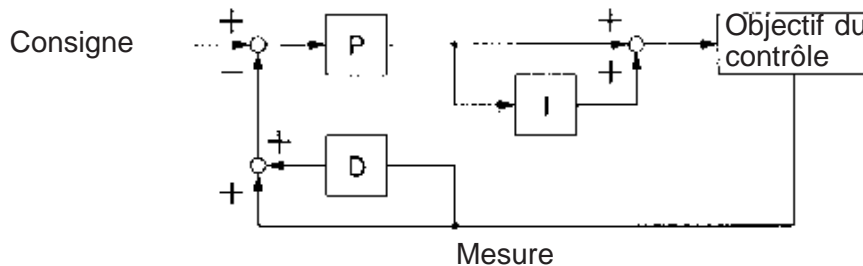 Consigne
+
P
+
Objectif du
contrôle
−
+
I
+
D
+
Mesure